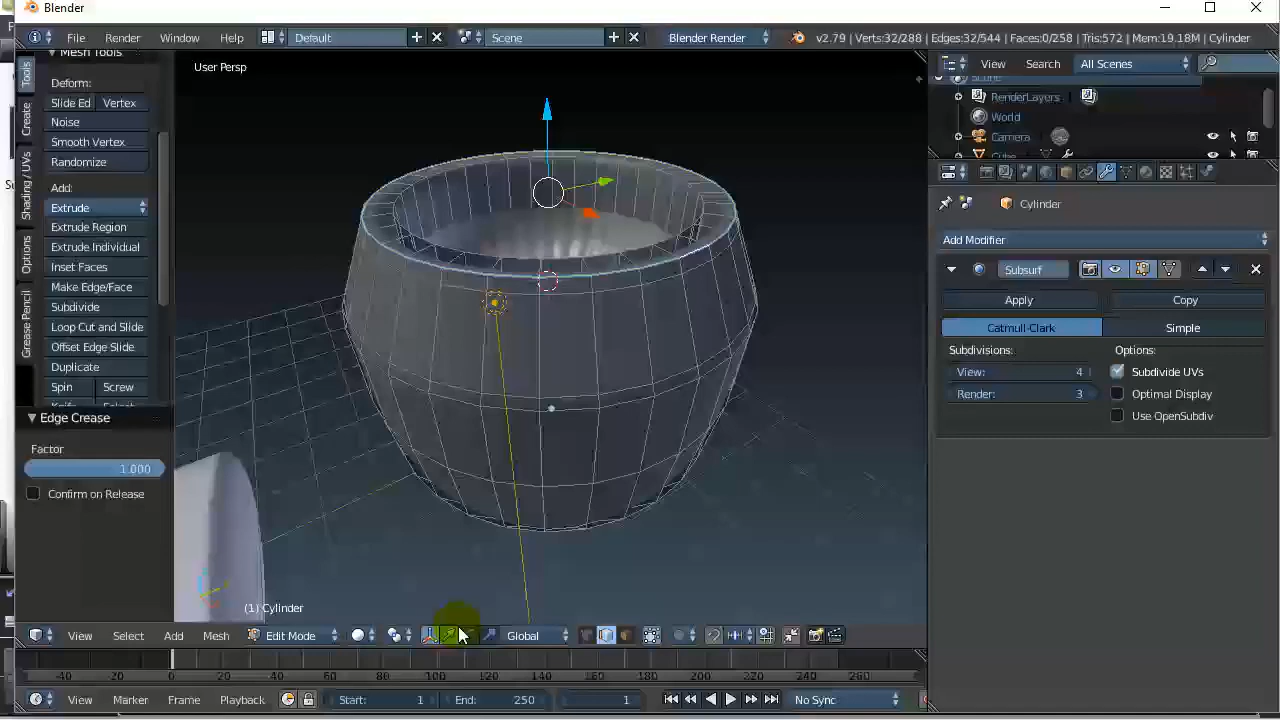 Blender
File Render Window Help Default Scene Blender Render v2.79 | Verts:32/288 | Edges:32/544 | Faces:0/258 | Tris:572 | Mem:19.18M | Cylinder
Mesh Tools
Deform:
Slide Ed Vertex
Noise
Smooth Vertex
Randomize
Add:
Extrude
Extrude Region
Extrude Individual
Inset Faces
Make Edge/Face
Subdivide
Loop Cut and Slide
Offset Edge Slide
Duplicate
Spin Screw
Tools
Create
Shading / UVs
Options
Grease Pencil
Edge Crease
Factor
1.000
Confirm on Release
User Persp
(1) Cylinder
View Search All Scenes
Scene
RenderLayers
World
Camera
Cube
Cylinder
Add Modifier
Subsurf
Apply Copy
Catmull-Clark Simple
Subdivisions: Options:
View: 4 Subdivide UVs
Render: 3 Optimal Display
Use OpenSubdiv
View Select Add Mesh Edit Mode Global
-40 -20 0 20 40 60 80 100 120 140 160 180 200 220 240 260
View Marker Frame Playback Start: 1 End: 250 1 No Sync